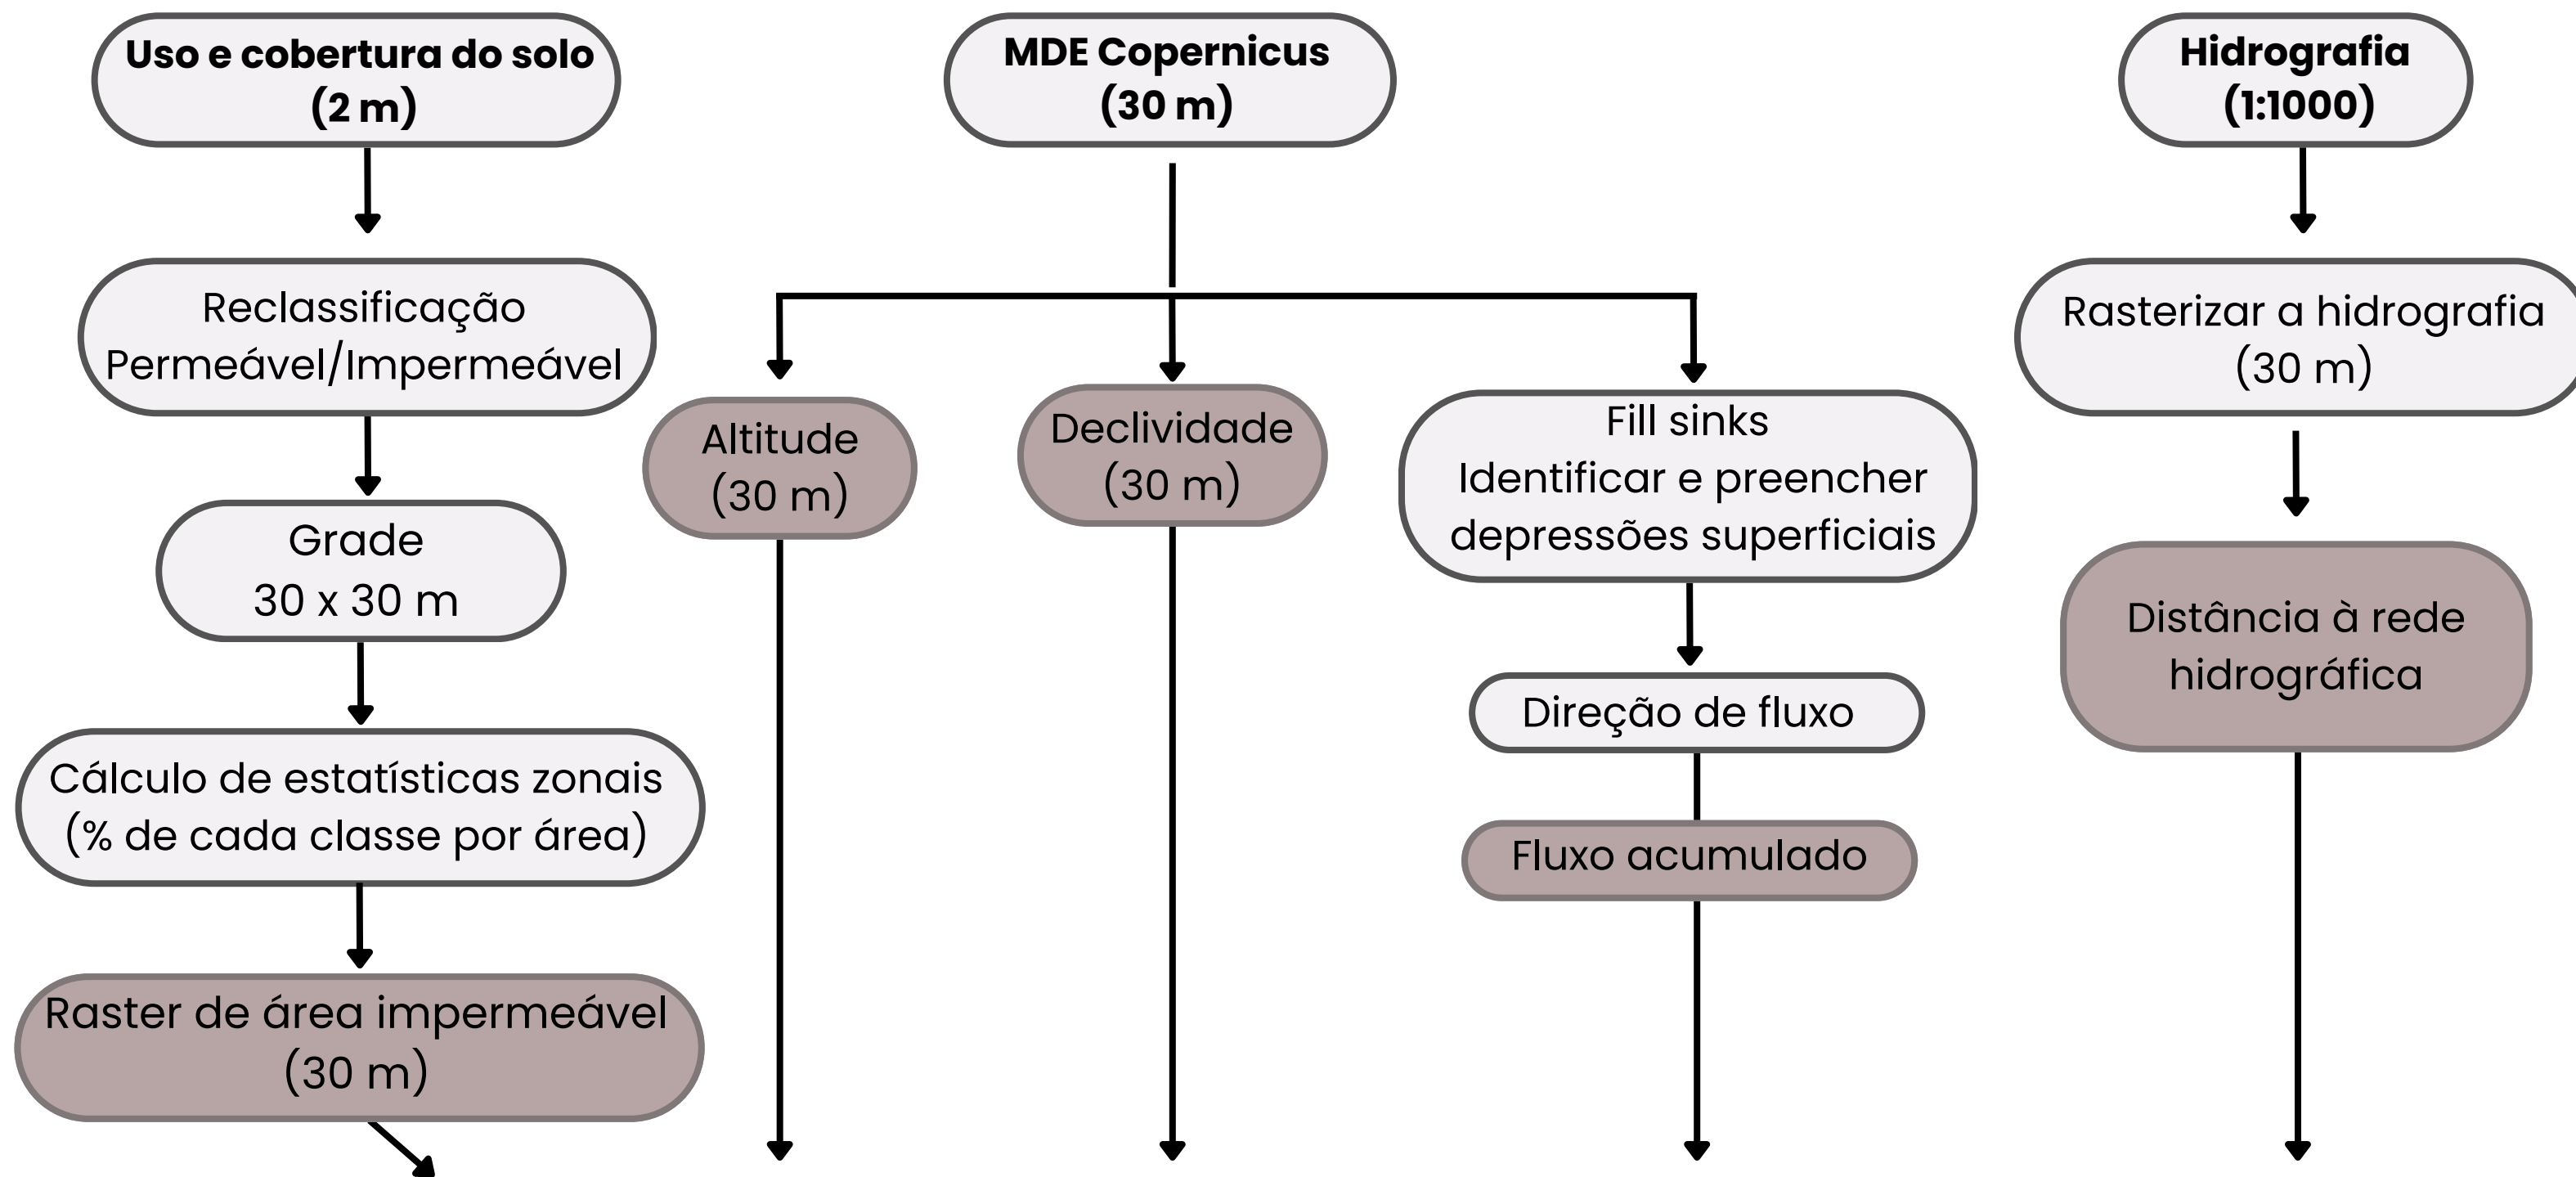 Uso e cobertura do solo
(2 m)
MDE Copernicus
(30 m)
Hidrografia
(1:1000)
Reclassificação
Permeável/Impermeável
Rasterizar a hidrografia
(30 m)
Altitude
(30 m)
Declividade
(30 m)
Fill sinks
Identificar e preencher
depressões superficiais
Grade
30 x 30 m
Distância à rede
hidrográfica
Direção de fluxo
Cálculo de estatísticas zonais
(% de cada classe por área)
Fluxo acumulado
Raster de área impermeável
(30 m)